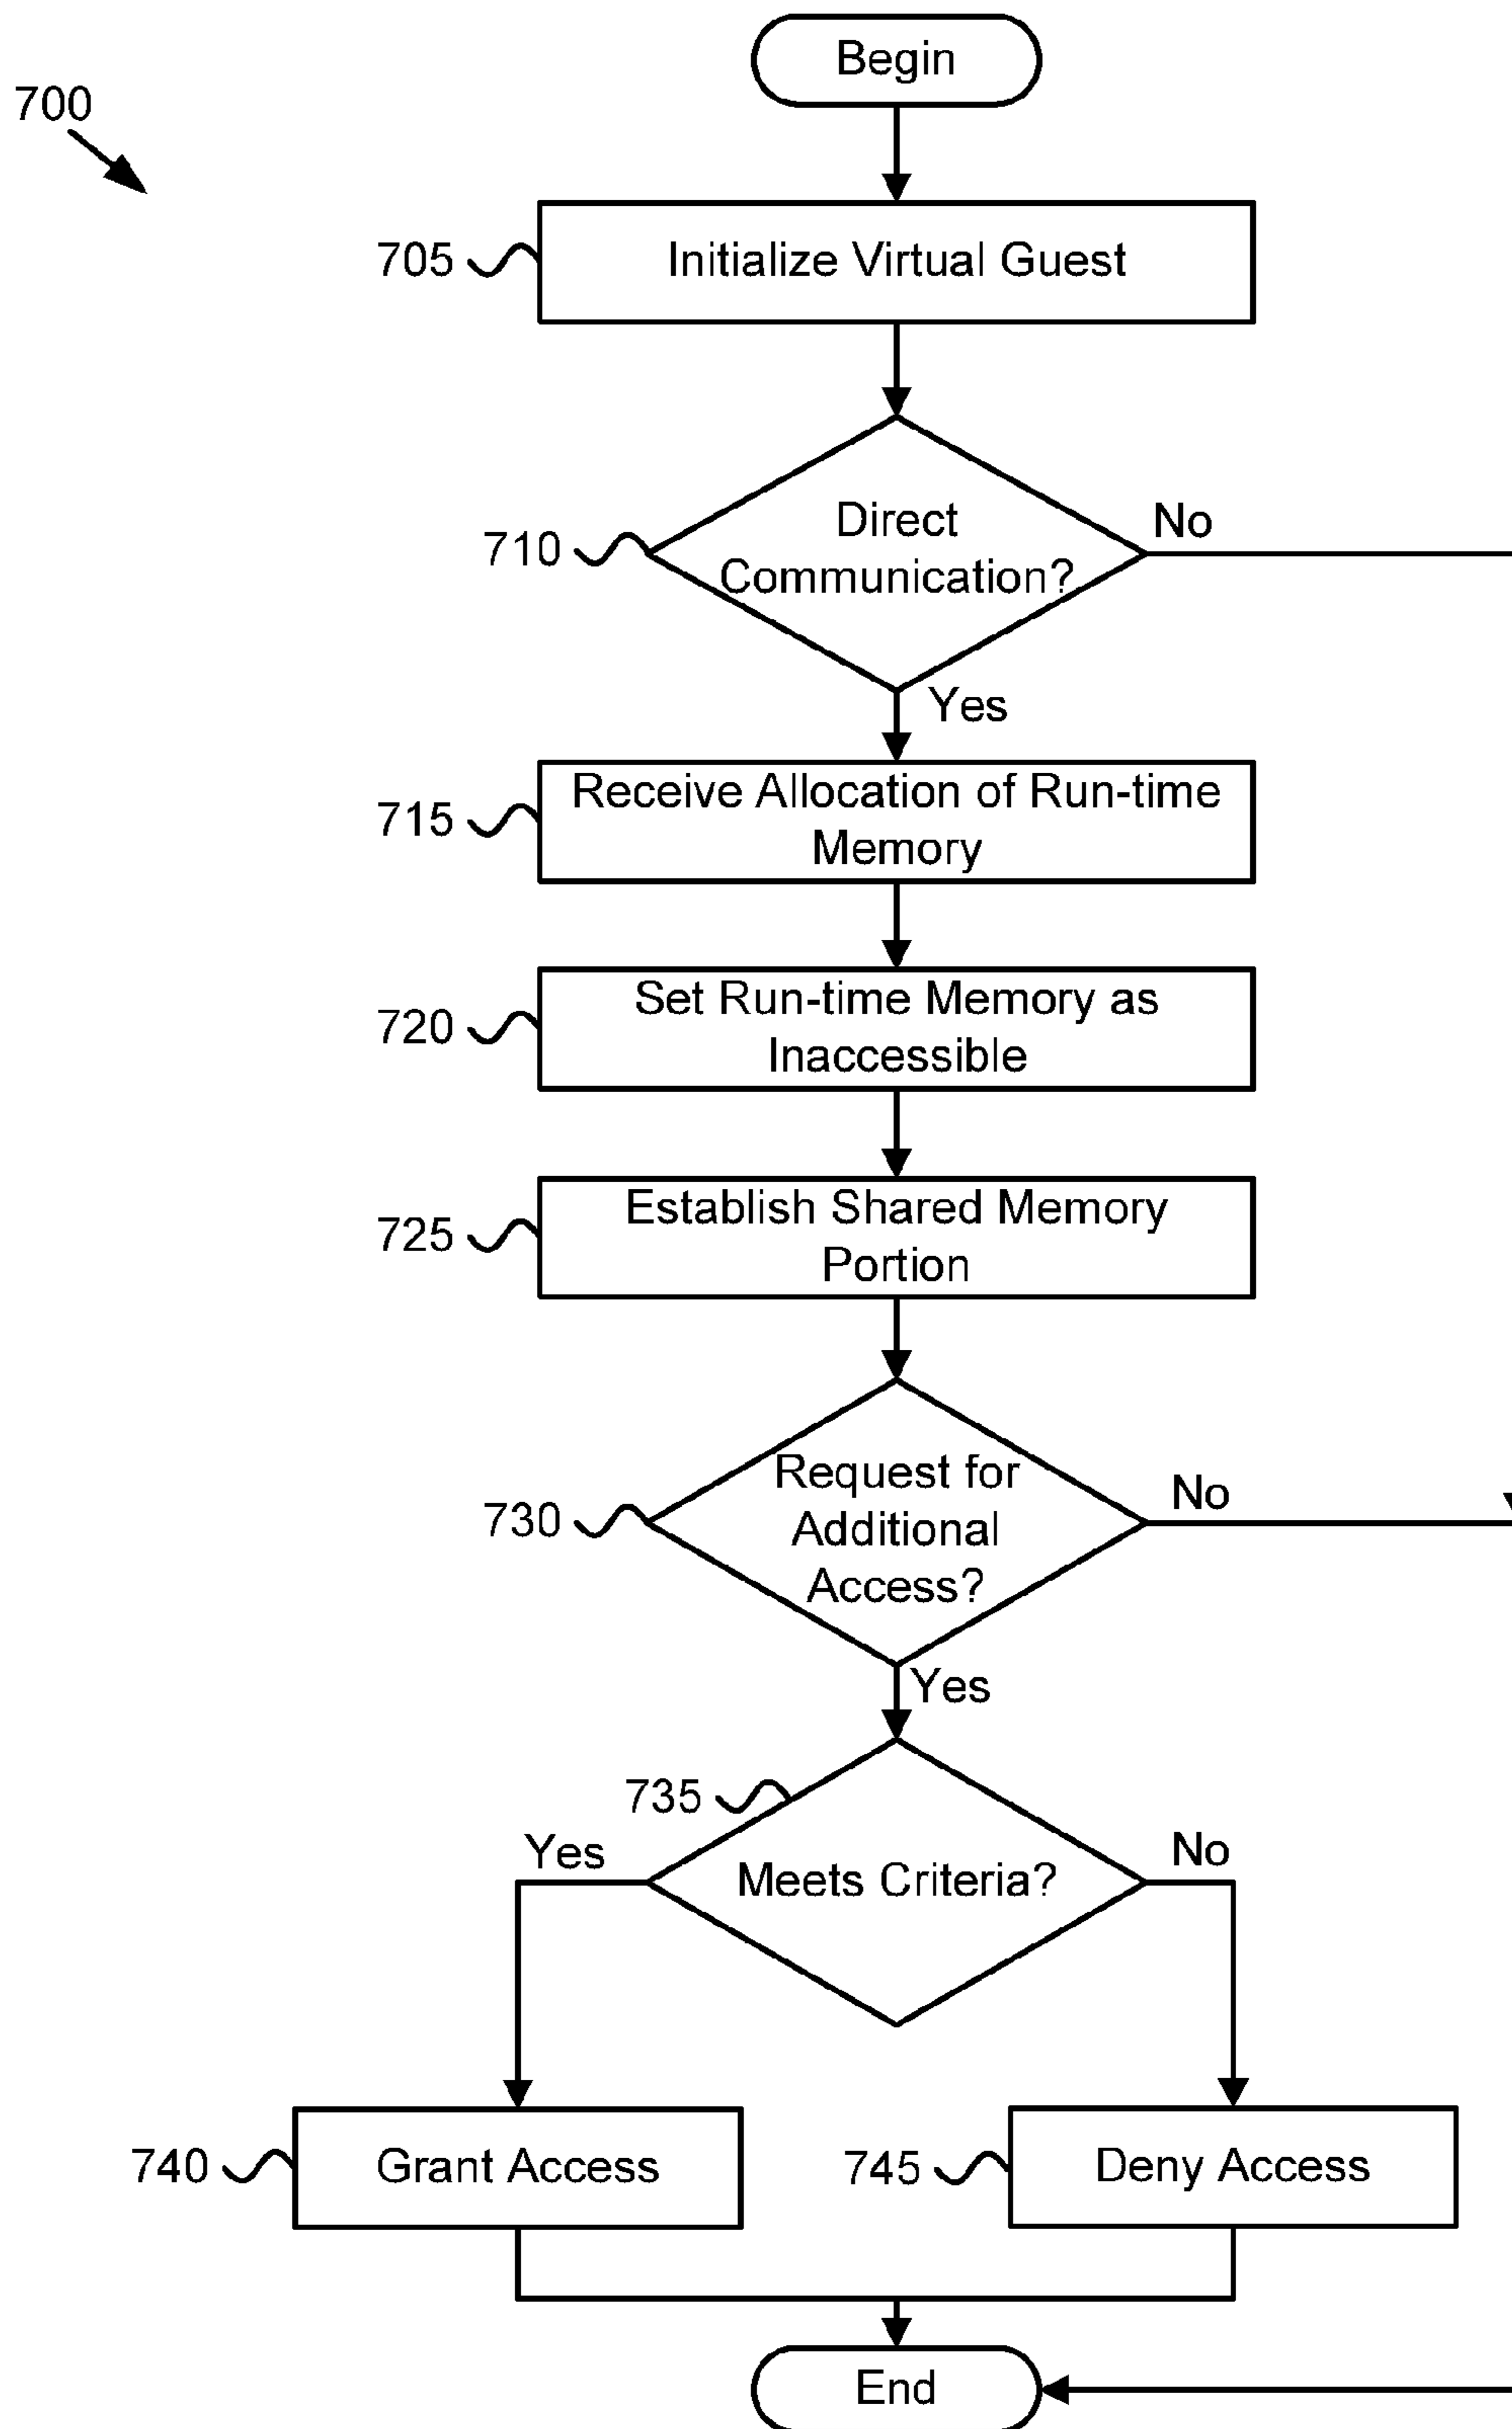 Begin
700
705
Initialize Virtual Guest
710
Direct
Communication?
No
Yes
715
Receive Allocation of Run-time
Memory
720
Set Run-time Memory as
Inaccessible
725
Establish Shared Memory
Portion
730
Request for
Additional
Access?
No
Yes
735
Meets Criteria?
Yes
No
740
Grant Access
745
Deny Access
End